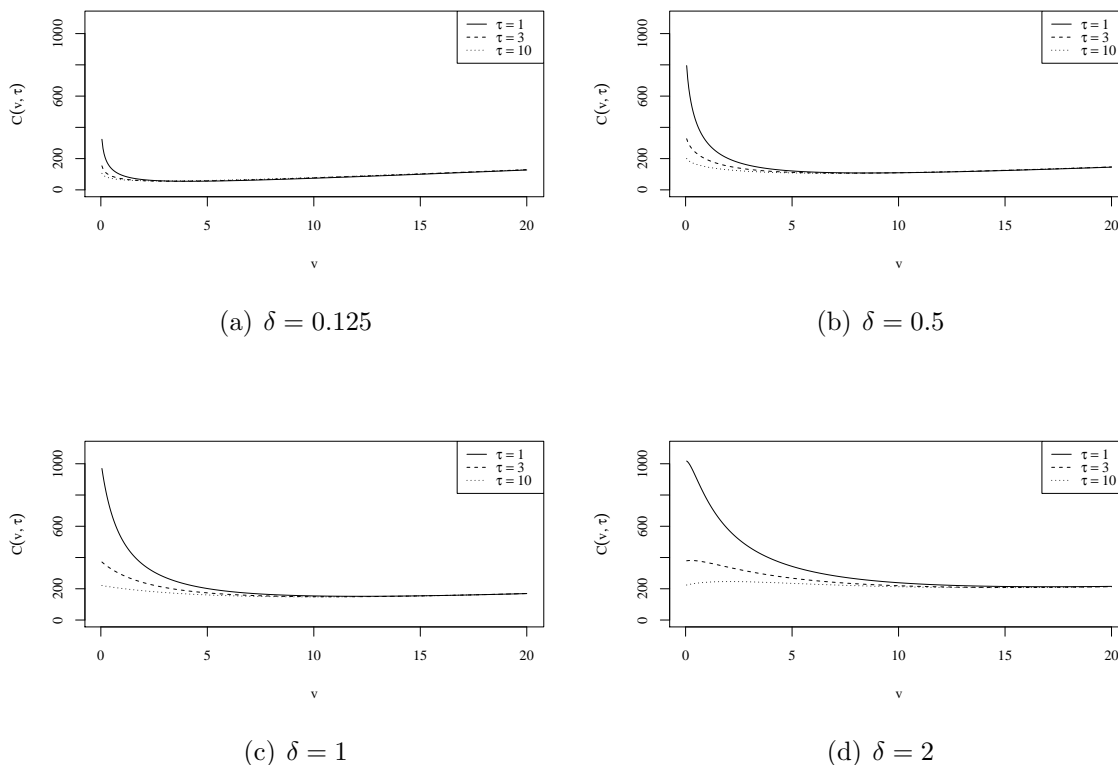 1000
600
200
0
C(v, τ)
τ = 1
τ = 3
τ = 10
0 5 10 15 20
v
(a) δ = 0.125
1000
600
200
0
C(v, τ)
τ = 1
τ = 3
τ = 10
0 5 10 15 20
v
(b) δ = 0.5
1000
600
200
0
C(v, τ)
τ = 1
τ = 3
τ = 10
0 5 10 15 20
v
(c) δ = 1
1000
600
200
0
C(v, τ)
τ = 1
τ = 3
τ = 10
0 5 10 15 20
v
(d) δ = 2